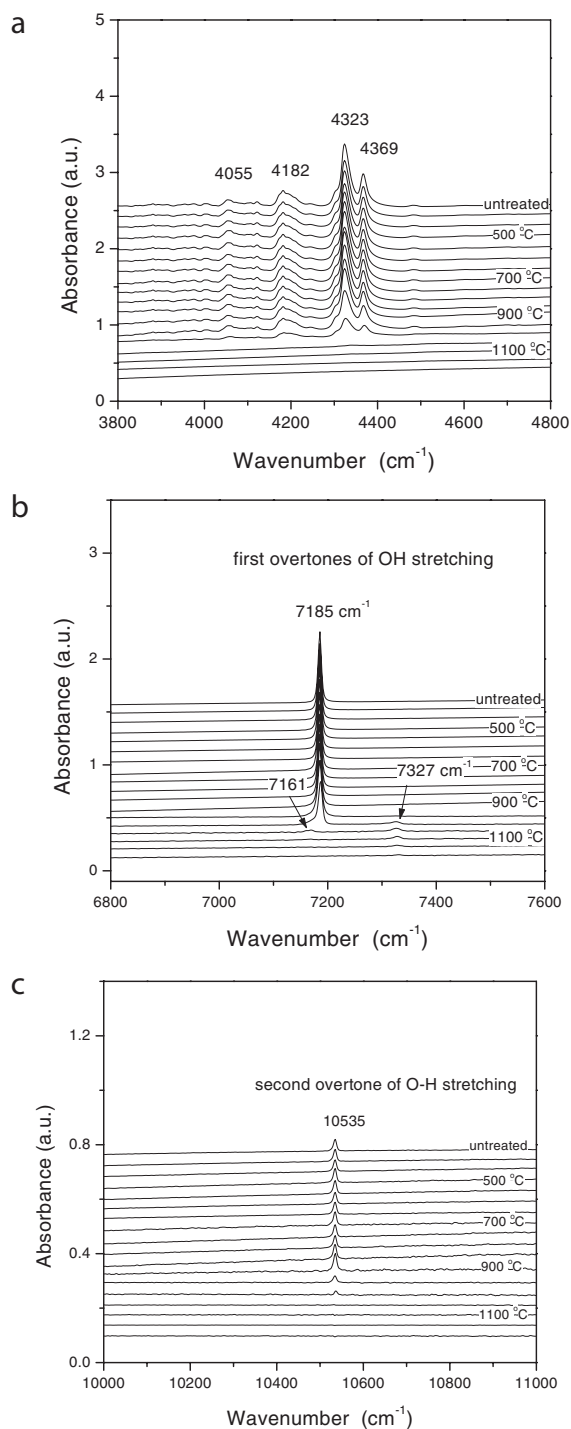 a
5
4
3
2
1
0
Absorbance (a.u.)
4323
4369
4055
4182
untreated
500 °C
700 °C
900 °C
1100 °C
3800 4000 4200 4400 4600 4800
Wavenumber (cm⁻¹)
b
3
2
1
0
Absorbance (a.u.)
first overtones of OH stretching
7185 cm⁻¹
untreated
500 °C
700 °C
7161
7327 cm⁻¹
900 °C
1100 °C
6800 7000 7200 7400 7600
Wavenumber (cm⁻¹)
c
1.2
0.8
0.4
0.0
Absorbance (a.u.)
second overtone of O-H stretching
10535
untreated
500 °C
700 °C
900 °C
1100 °C
10000 10200 10400 10600 10800 11000
Wavenumber (cm⁻¹)